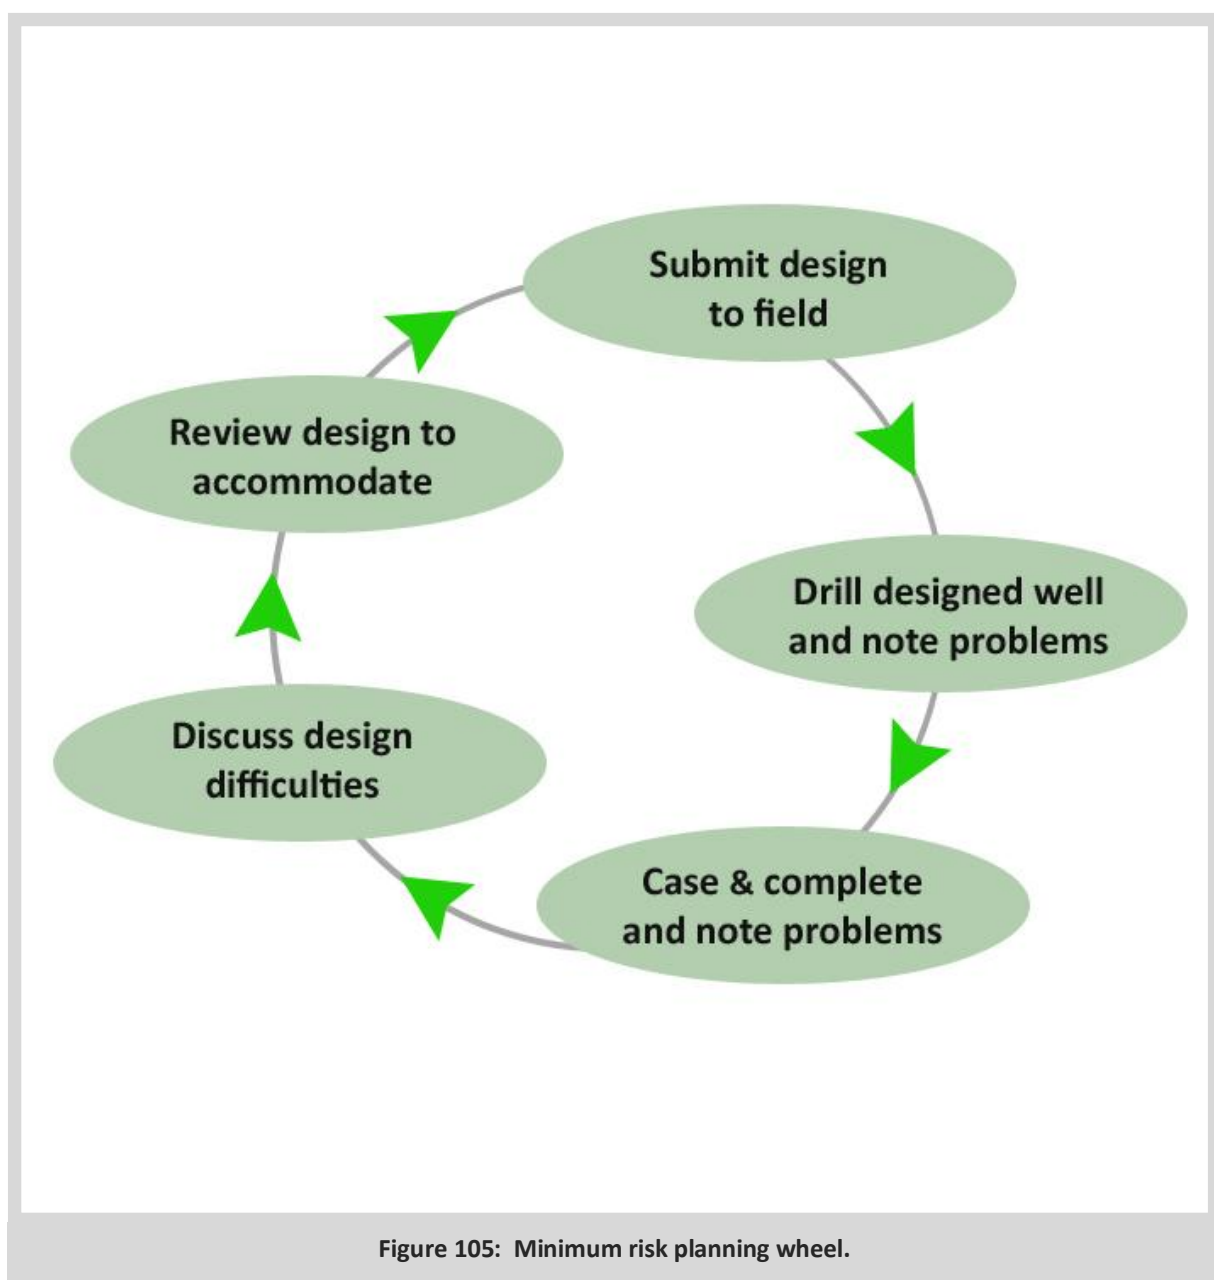 Submit design
to field
Drill designed well
and note problems
Case & complete
and note problems
Discuss design
difficulties
Review design to
accommodate
Figure 105:  Minimum risk planning wheel.